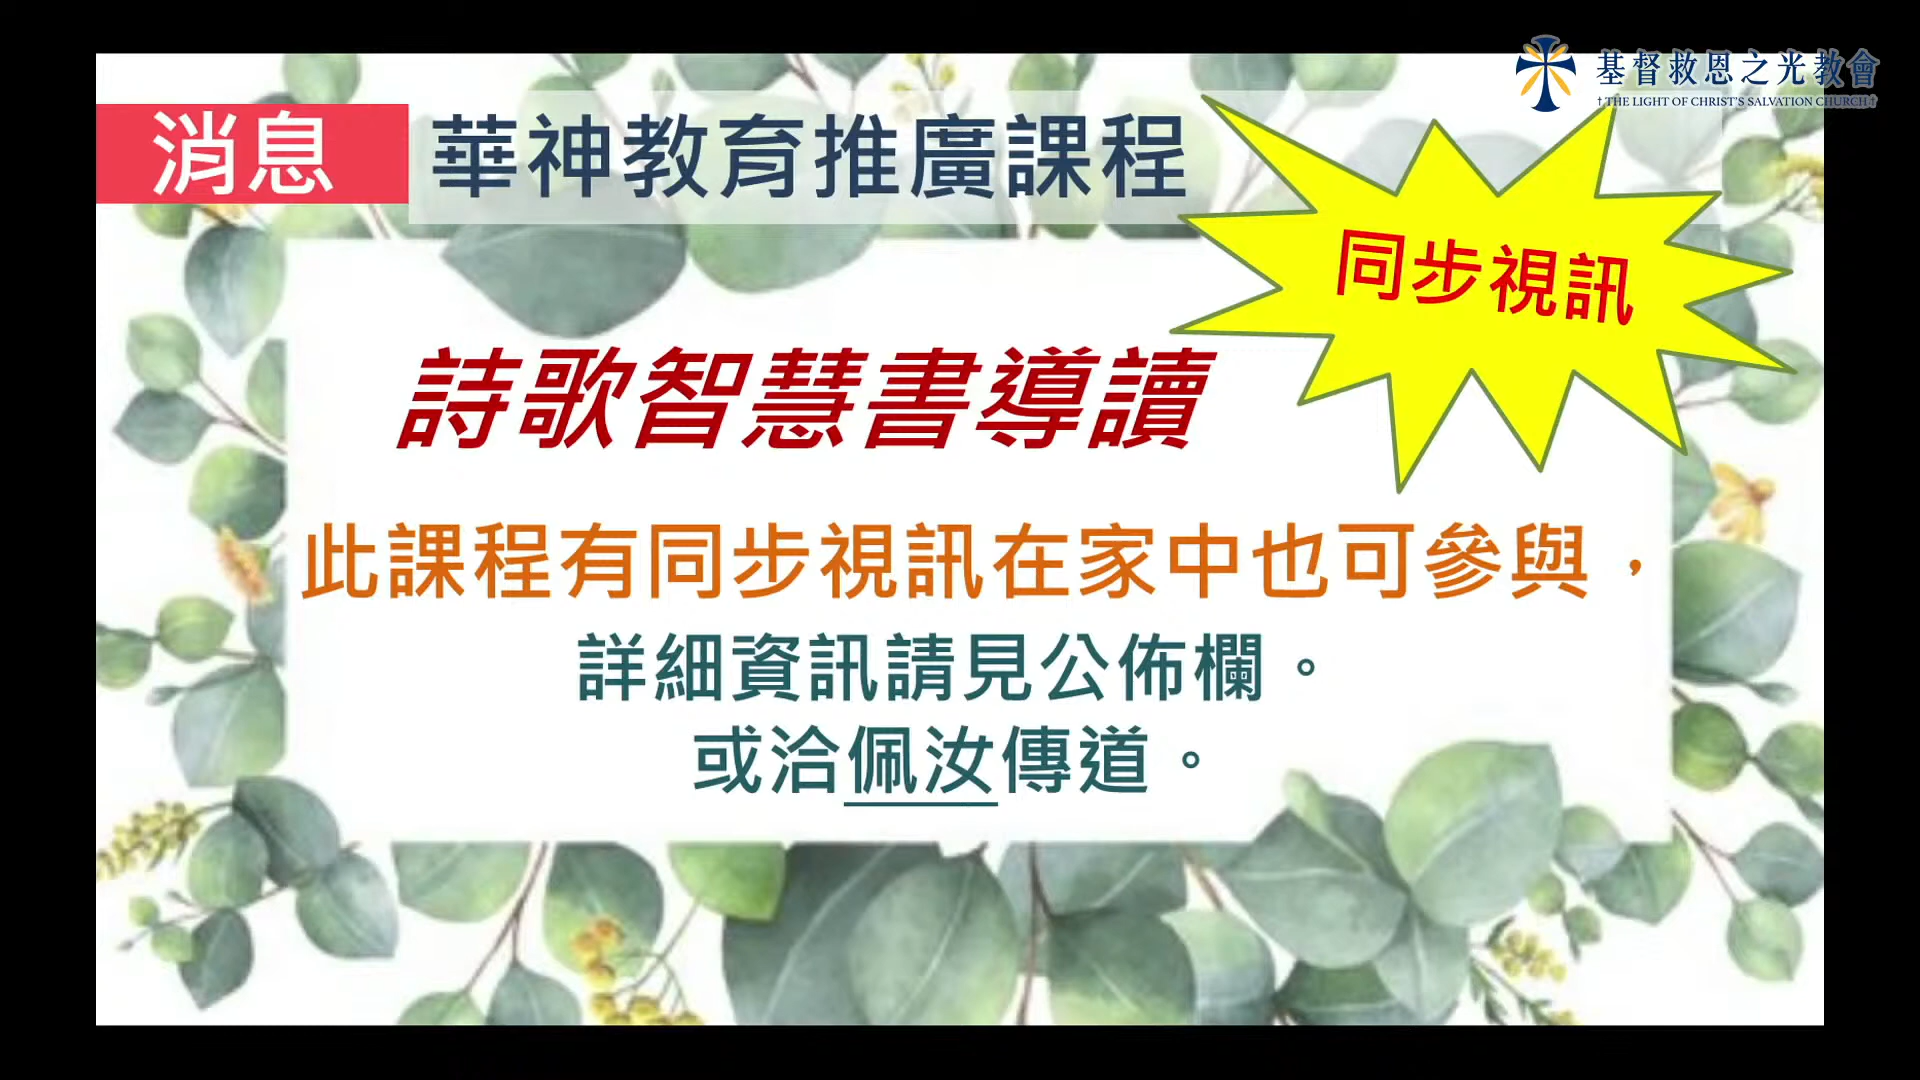 基督救恩之光教會
†THE LIGHT OF CHRIST'S SALVATION CHURCH†
消息
華神教育推廣課程
同步視訊
詩歌智慧書導讀
此課程有同步視訊在家中也可參與，
詳細資訊請見公佈欄。
或洽佩汝傳道。